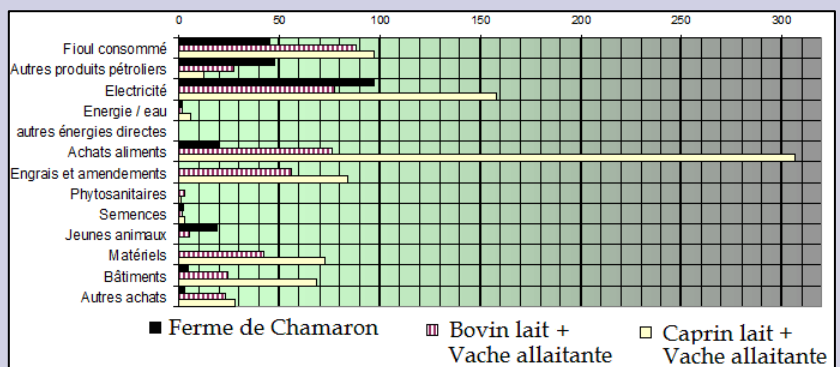 0 50 100 150 200 250 300
Fioul consommé
Autres produits pétroliers
Electricité
Energie / eau
autres énergies directes
Achats aliments
Engrais et amendements
Phytosanitaires
Semences
Jeunes animaux
Matériels
Bâtiments
Autres achats
Ferme de Chamaron
Bovin lait +
Vache allaitante
Caprin lait +
Vache allaitante